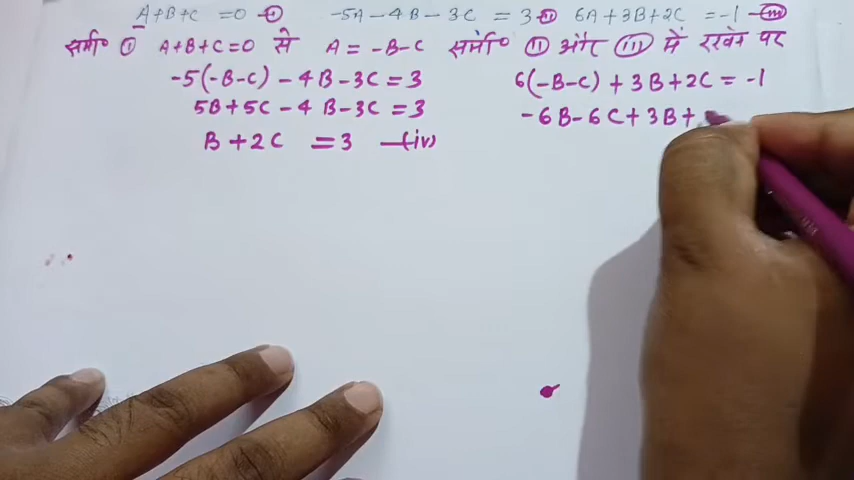 A+B+C =0 —(i) -5A-4B-3C = 3 (ii) 6A+3B+2C =-1 —(iii)
समी० (i) A+B+C=0 से A = -B-C समी० (ii) और (iii) में रखने पर
-5(-B-C) -4B-3C=3 6(-B-C)+3B+2C=-1
5B+5C-4B-3C=3 -6B-6C+3B+
B+2C =3 —(iv)